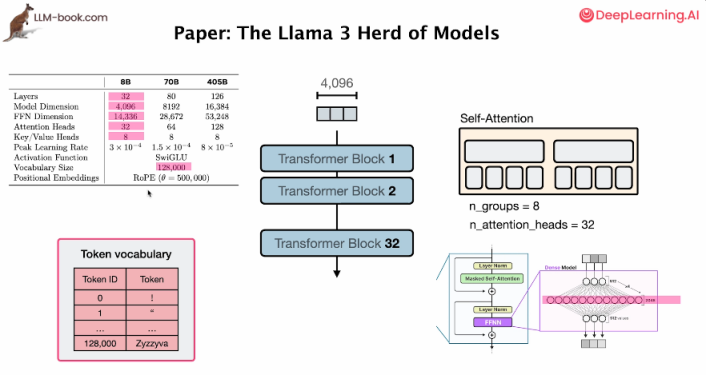 LLM-book.com
DeepLearning.AI
Paper: The Llama 3 Herd of Models
8B 70B 405B
Layers 32 80 126
Model Dimension 4,096 8192 16,384
FFN Dimension 14,336 28,672 53,248
Attention Heads 32 64 128
Key/Value Heads 8 8 8
Peak Learning Rate 3 × 10⁻⁴ 1.5 × 10⁻⁴ 8 × 10⁻⁵
Activation Function SwiGLU
Vocabulary Size 128,000
Positional Embeddings RoPE (θ = 500,000)
4,096
Transformer Block 1
Transformer Block 2
Transformer Block 32
Self-Attention
n_groups = 8
n_attention_heads = 32
Token vocabulary
Token ID Token
0 !
1 "
... ...
128,000 Zyzzyva
Layer Norm
Masked Self-Attention
Layer Norm
FFNN
Dense Model